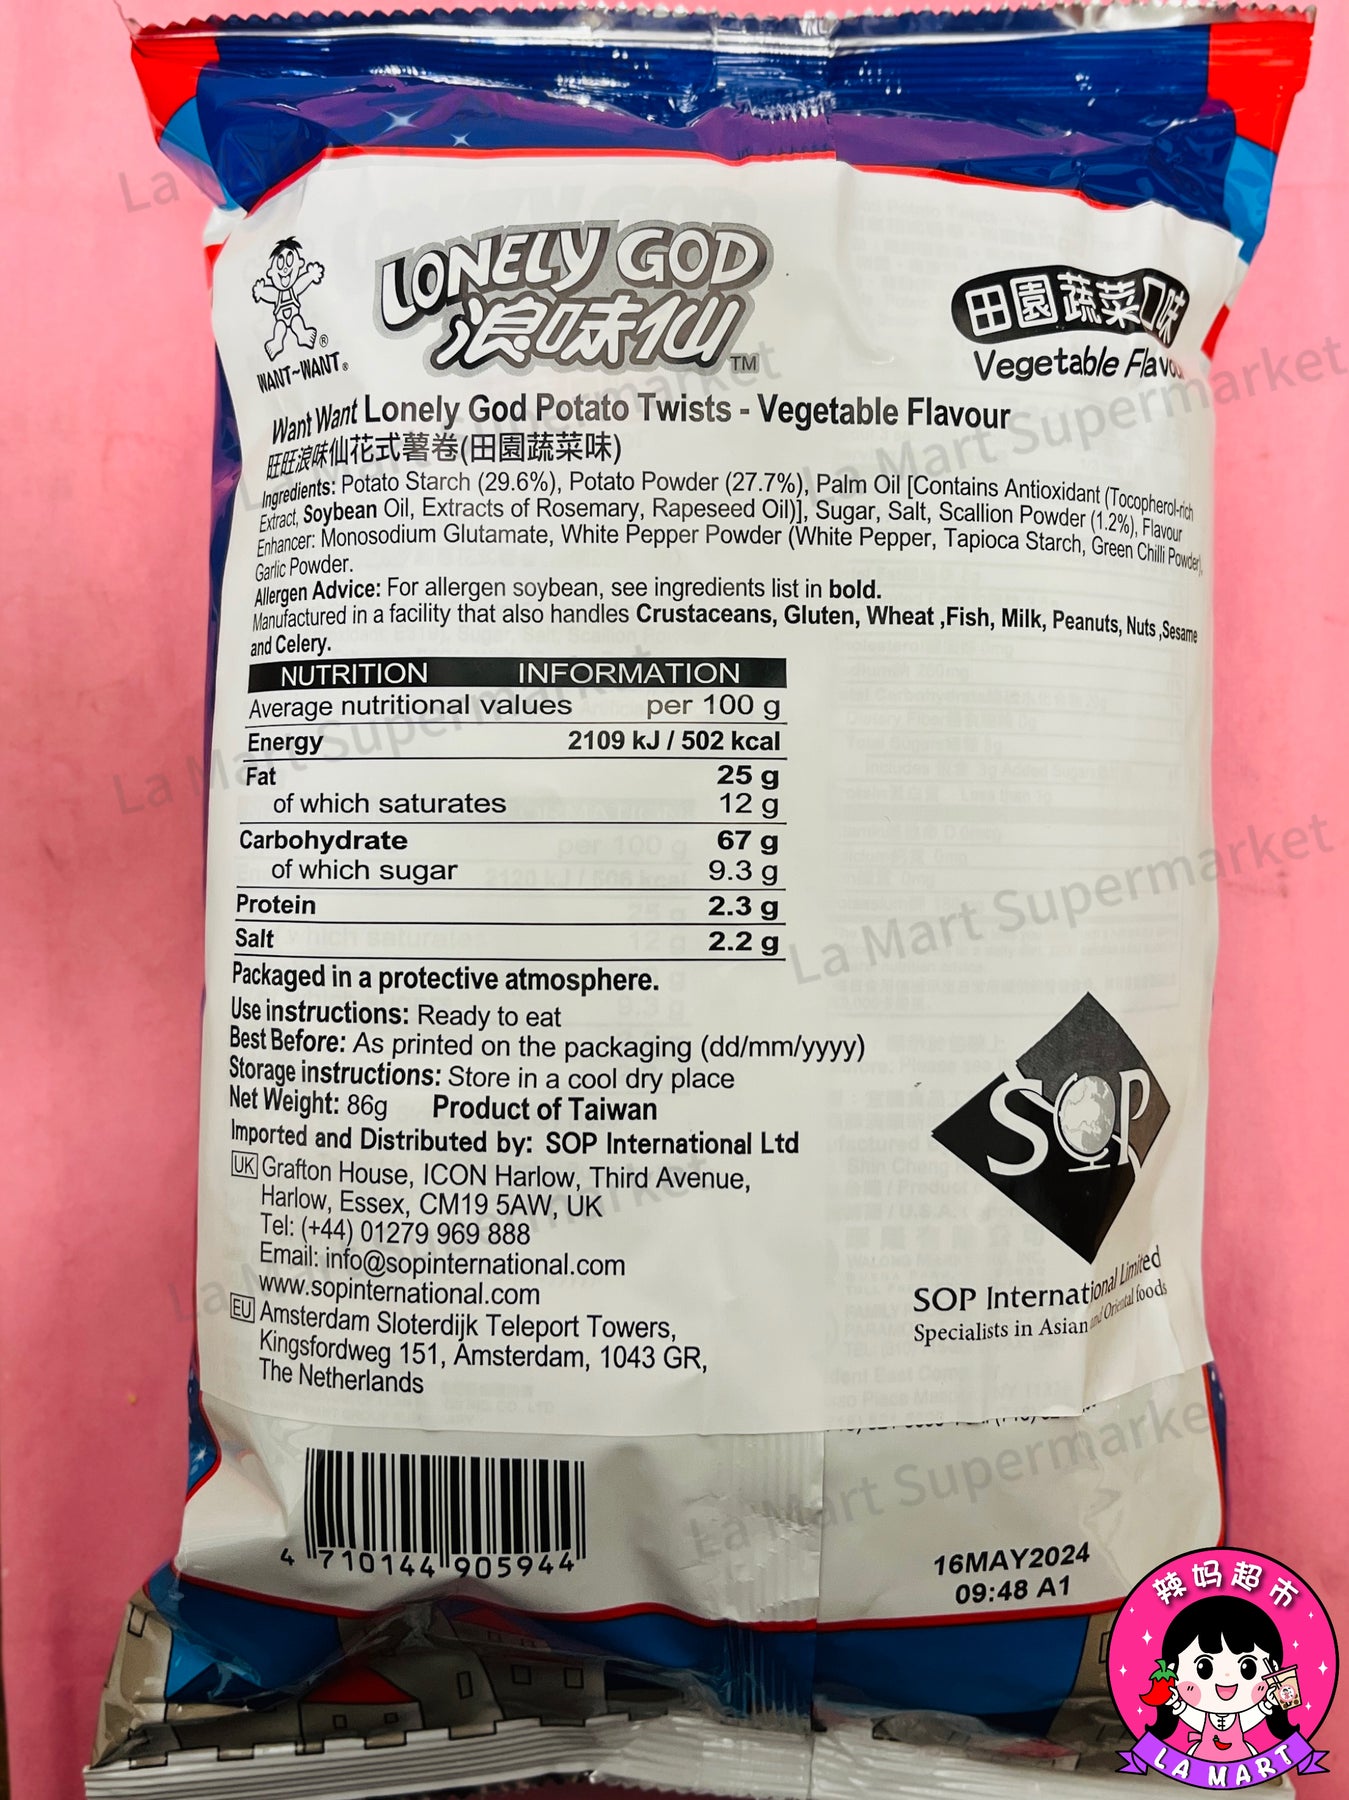 LONELY GOD
浪味仙
TM
WANT~WANT®
田園蔬菜口味
Vegetable Flavou
Want Want Lonely God Potato Twists - Vegetable Flavour
旺旺浪味仙花式薯卷(田園蔬菜味)
Ingredients: Potato Starch (29.6%), Potato Powder (27.7%), Palm Oil [Contains Antioxidant (Tocopherol-rich
Extract, Soybean Oil, Extracts of Rosemary, Rapeseed Oil)], Sugar, Salt, Scallion Powder (1.2%), Flavour
Enhancer: Monosodium Glutamate, White Pepper Powder (White Pepper, Tapioca Starch, Green Chilli Powder),
Garlic Powder.
Allergen Advice: For allergen soybean, see ingredients list in bold.
Manufactured in a facility that also handles Crustaceans, Gluten, Wheat ,Fish, Milk, Peanuts, Nuts ,Sesame
and Celery.
NUTRITION INFORMATION
Average nutritional values per 100 g
Energy 2109 kJ / 502 kcal
Fat 25 g
of which saturates 12 g
Carbohydrate 67 g
of which sugar 9.3 g
Protein 2.3 g
Salt 2.2 g
Packaged in a protective atmosphere.
Use instructions: Ready to eat
Best Before: As printed on the packaging (dd/mm/yyyy)
Storage instructions: Store in a cool dry place
Net Weight: 86g Product of Taiwan
Imported and Distributed by: SOP International Ltd
UK Grafton House, ICON Harlow, Third Avenue,
Harlow, Essex, CM19 5AW, UK
Tel: (+44) 01279 969 888
Email: info@sopinternational.com
www.sopinternational.com
EU Amsterdam Sloterdijk Teleport Towers,
Kingsfordweg 151, Amsterdam, 1043 GR,
The Netherlands
SOP
SOP International Limited
Specialists in Asian and Oriental foods
4 710144 905944
16MAY2024
09:48 A1
辣妈超市
LA MART
La Mart Supermarket
La Mart Supermarket
La Mart Supermarket
La Mart Supermarket